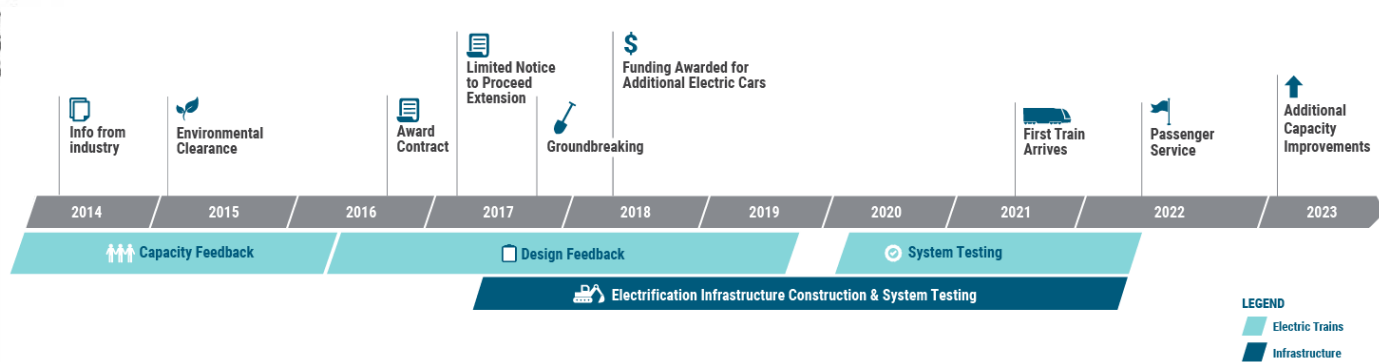 Info from
industry
Environmental
Clearance
Award
Contract
Limited Notice
to Proceed
Extension
Groundbreaking
$
Funding Awarded for
Additional Electric Cars
First Train
Arrives
Passenger
Service
Additional
Capacity
Improvements
2014
2015
2016
2017
2018
2019
2020
2021
2022
2023
Capacity Feedback
Design Feedback
System Testing
Electrification Infrastructure Construction & System Testing
LEGEND
Electric Trains
Infrastructure